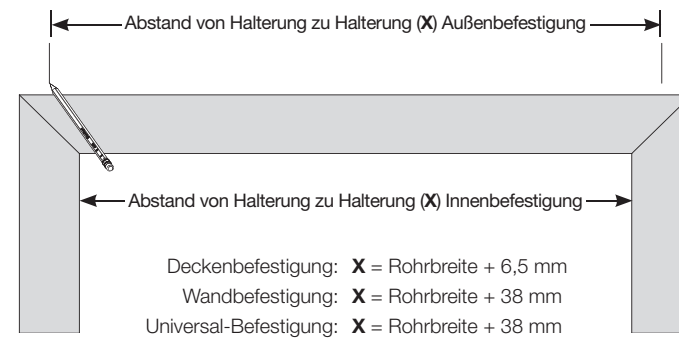 Abstand von Halterung zu Halterung (X) Außenbefestigung
Abstand von Halterung zu Halterung (X) Innenbefestigung
Deckenbefestigung: X = Rohrbreite + 6,5 mm
Wandbefestigung: X = Rohrbreite + 38 mm
Universal-Befestigung: X = Rohrbreite + 38 mm